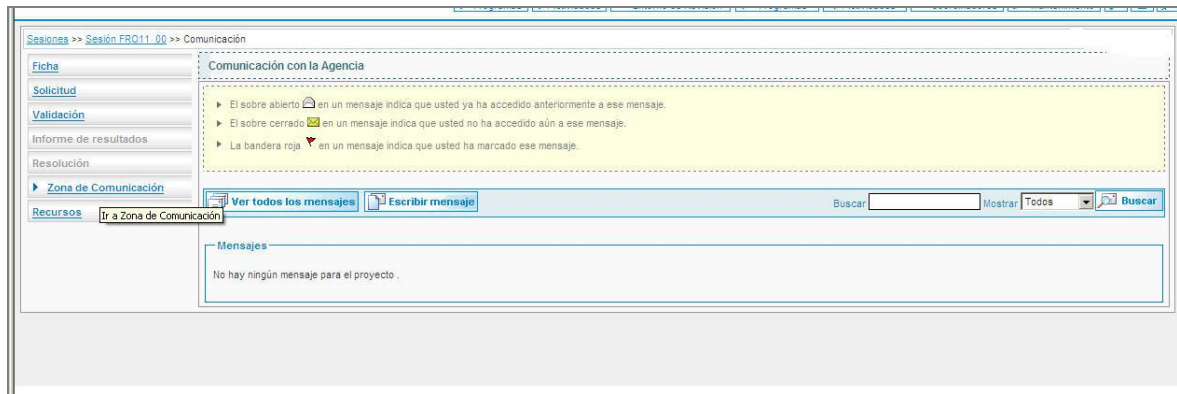 Sesiones >> Sesión FRO11_00 >> Comunicación
Ficha
Solicitud
Validación
Informe de resultados
Resolución
Zona de Comunicación
Recursos
Ir a Zona de Comunicación
Comunicación con la Agencia
El sobre abierto en un mensaje indica que usted ya ha accedido anteriormente a ese mensaje.
El sobre cerrado en un mensaje indica que usted no ha accedido aún a ese mensaje.
La bandera roja en un mensaje indica que usted ha marcado ese mensaje.
Ver todos los mensajes Escribir mensaje Buscar Mostrar Todos Buscar
Mensajes
No hay ningún mensaje para el proyecto .